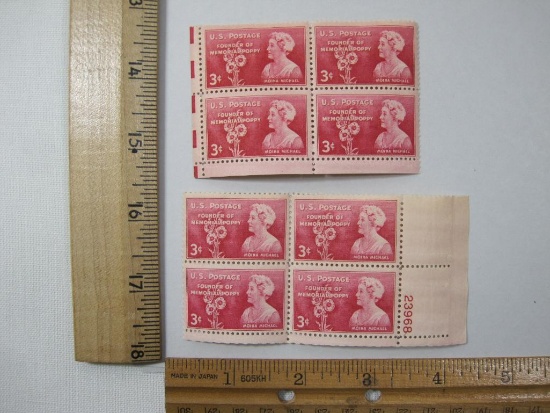 U.S. POSTAGE
FOUNDER OF
MEMORIAL POPPY
3¢
MOINA MICHAEL
U.S. POSTAGE
FOUNDER OF
MEMORIAL POPPY
3¢
MOINA MICHAEL
U.S. POSTAGE
FOUNDER OF
MEMORIAL POPPY
3¢
MOINA MICHAEL
U.S. POSTAGE
FOUNDER OF
MEMORIAL POPPY
3¢
MOINA MICHAEL
U.S. POSTAGE
FOUNDER OF
MEMORIAL POPPY
3¢
MOINA MICHAEL
U.S. POSTAGE
FOUNDER OF
MEMORIAL POPPY
3¢
MOINA MICHAEL
U.S. POSTAGE
FOUNDER OF
MEMORIAL POPPY
3¢
MOINA MICHAEL
U.S. POSTAGE
FOUNDER OF
MEMORIAL POPPY
3¢
MOINA MICHAEL
23968
14
15
16
17
18
MADE IN JAPAN 1 605KH 2 3 4 5